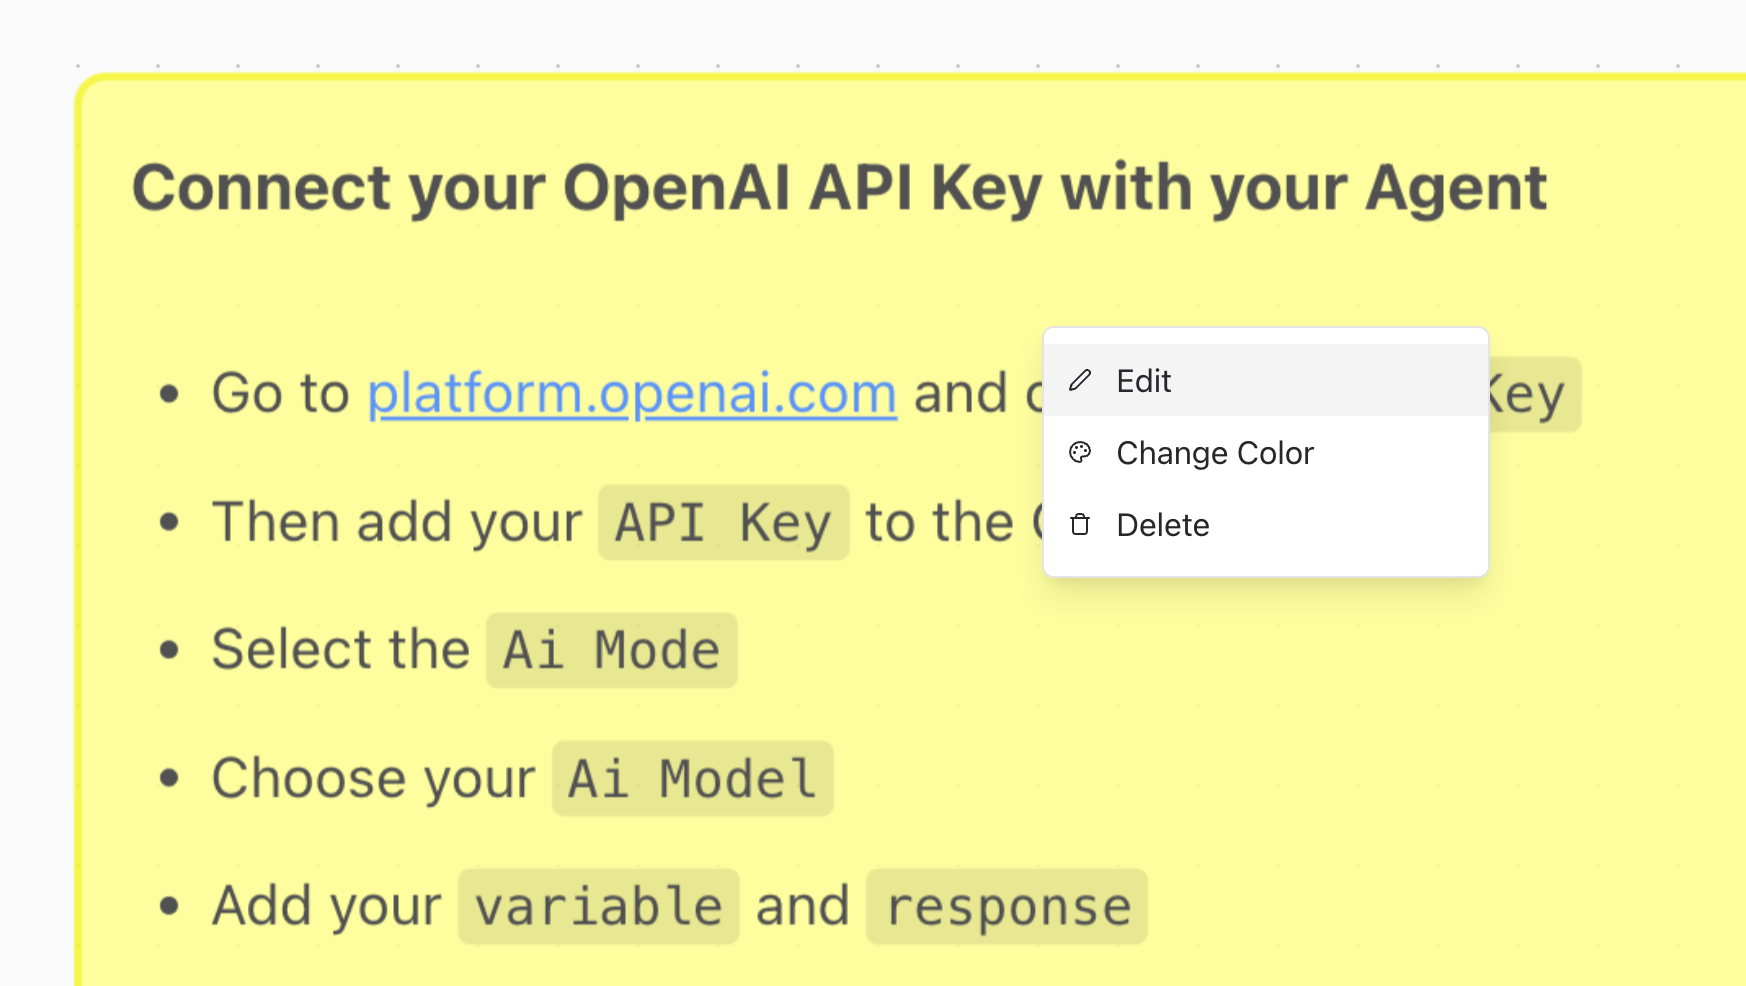 Connect your OpenAI API Key with your Agent
Go to platform.openai.com and Key
Then add your API Key to the
Select the Ai Mode
Choose your Ai Model
Add your variable and response
Edit
Change Color
Delete